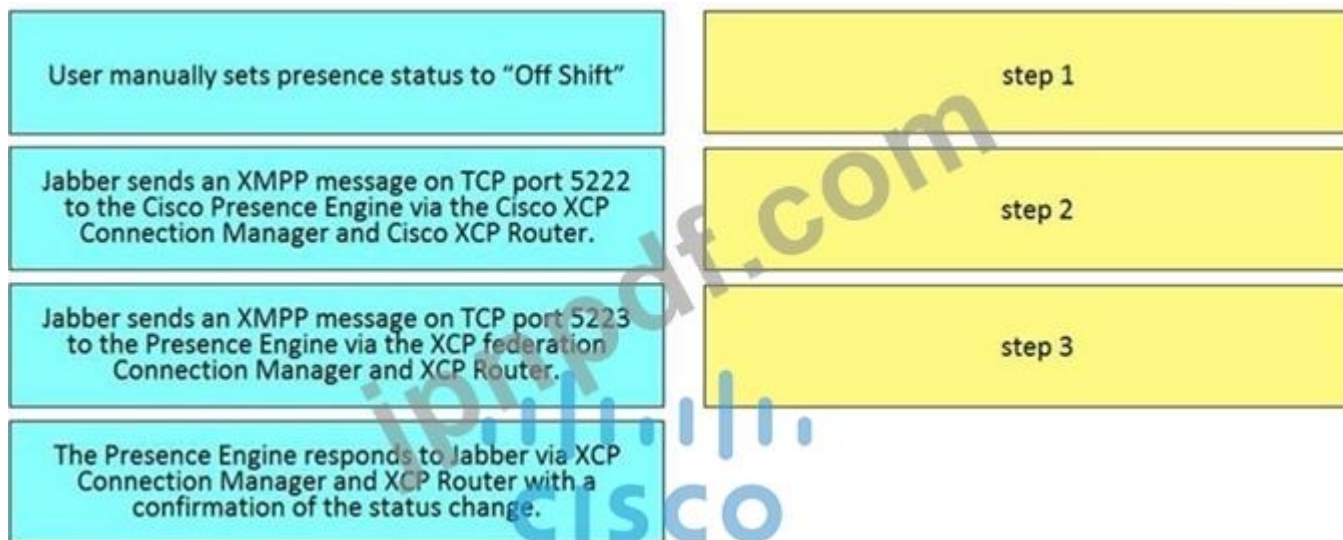 User manually sets presence status to “Off Shift”
step 1
Jabber sends an XMPP message on TCP port 5222
to the Cisco Presence Engine via the Cisco XCP
Connection Manager and Cisco XCP Router.
step 2
Jabber sends an XMPP message on TCP port 5223
to the Presence Engine via the XCP federation
Connection Manager and XCP Router.
step 3
The Presence Engine responds to Jabber via XCP
Connection Manager and XCP Router with a
confirmation of the status change.
jpnpdf.com
CISCO